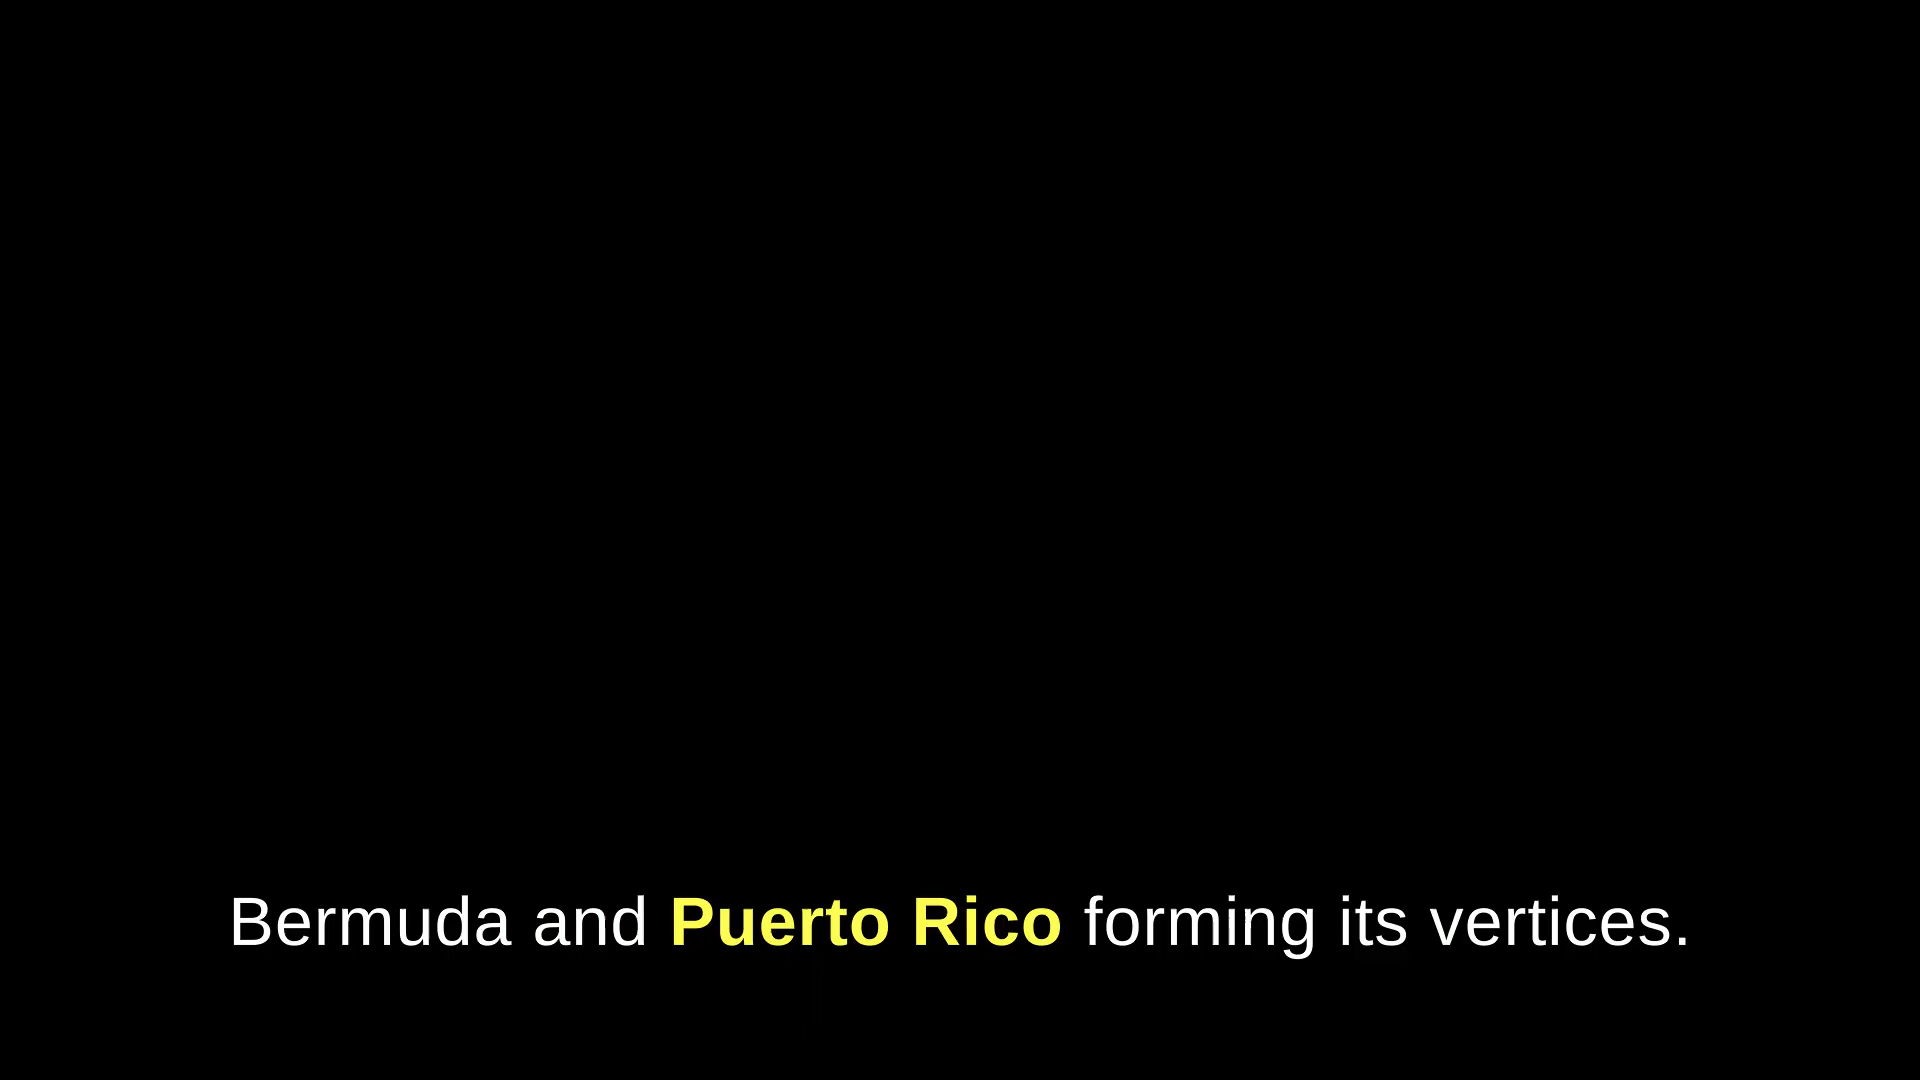 Bermuda and Puerto Rico forming its vertices.